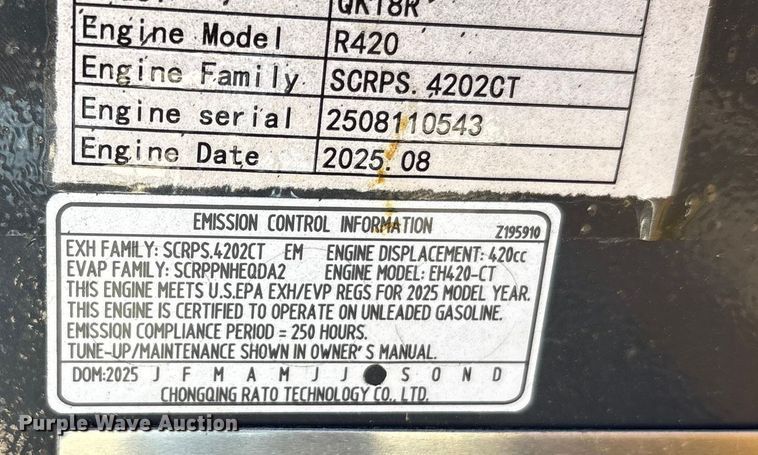 QK18R
Engine Model R420
Engine Family SCRPS. 4202CT
Engine serial 2508110543
Engine Date 2025. 08
EMISSION CONTROL INFORMATION Z195910
EXH FAMILY: SCRPS.4202CT EM ENGINE DISPLACEMENT: 420cc
EVAP FAMILY: SCRPPNHEQDA2 ENGINE MODEL: EH420-CT
THIS ENGINE MEETS U.S.EPA EXH/EVP REGS FOR 2025 MODEL YEAR.
THIS ENGINE IS CERTIFIED TO OPERATE ON UNLEADED GASOLINE.
EMISSION COMPLIANCE PERIOD = 250 HOURS.
TUNE-UP/MAINTENANCE SHOWN IN OWNER'S MANUAL.
DOM:2025 J F M A M J J S O N D
CHONGQING RATO TECHNOLOGY CO., LTD.
Purple Wave Auction